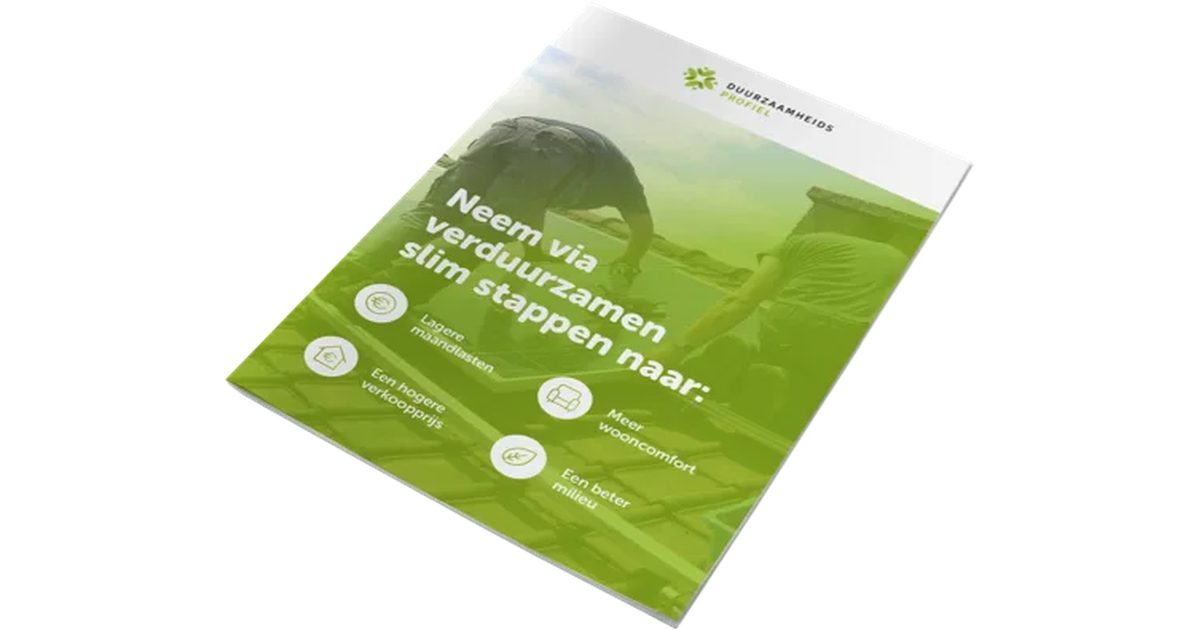 DUURZAAMHEIDS
PROFIEL
Neem via
verduurzamen
slim stappen naar:
Lagere
maandlasten
Een hogere
verkoopprijs
Meer
wooncomfort
Een beter
milieu